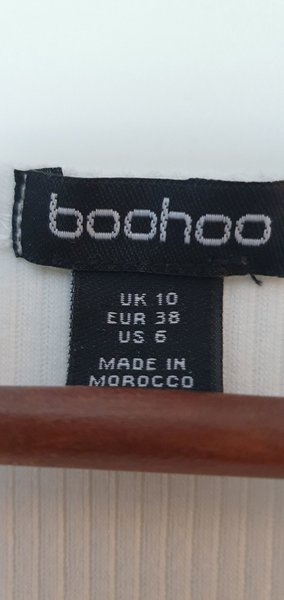 boohoo
UK 10
EUR 38
US 6
MADE IN
MOROCCO